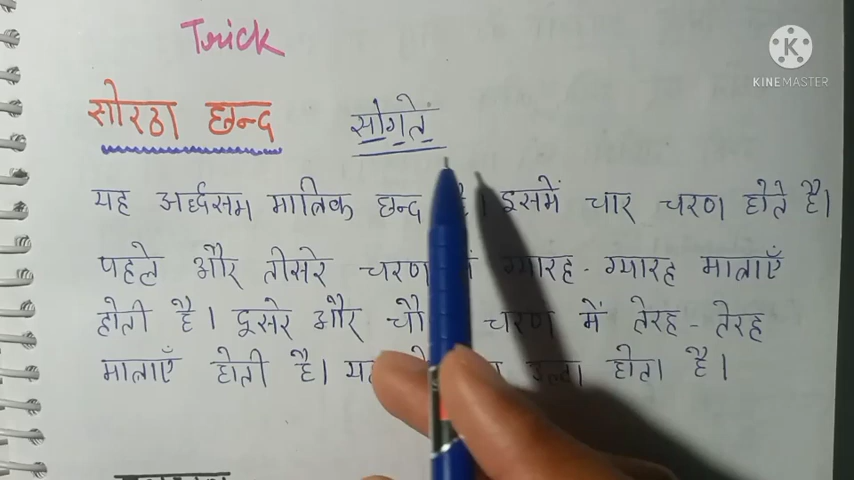 Trick
K
KINEMASTER
सोरठा छन्द सोगतें
यह अर्द्धसम मात्रिक छन्द है। इसमें चार चरण होते है।
पहले और तीसरे चरण ग्यारह-ग्यारह मात्राएँ
होती है। दूसरे और चरण में तेरह-तेरह
मात्राएँ होती है। उल्टा होता है।